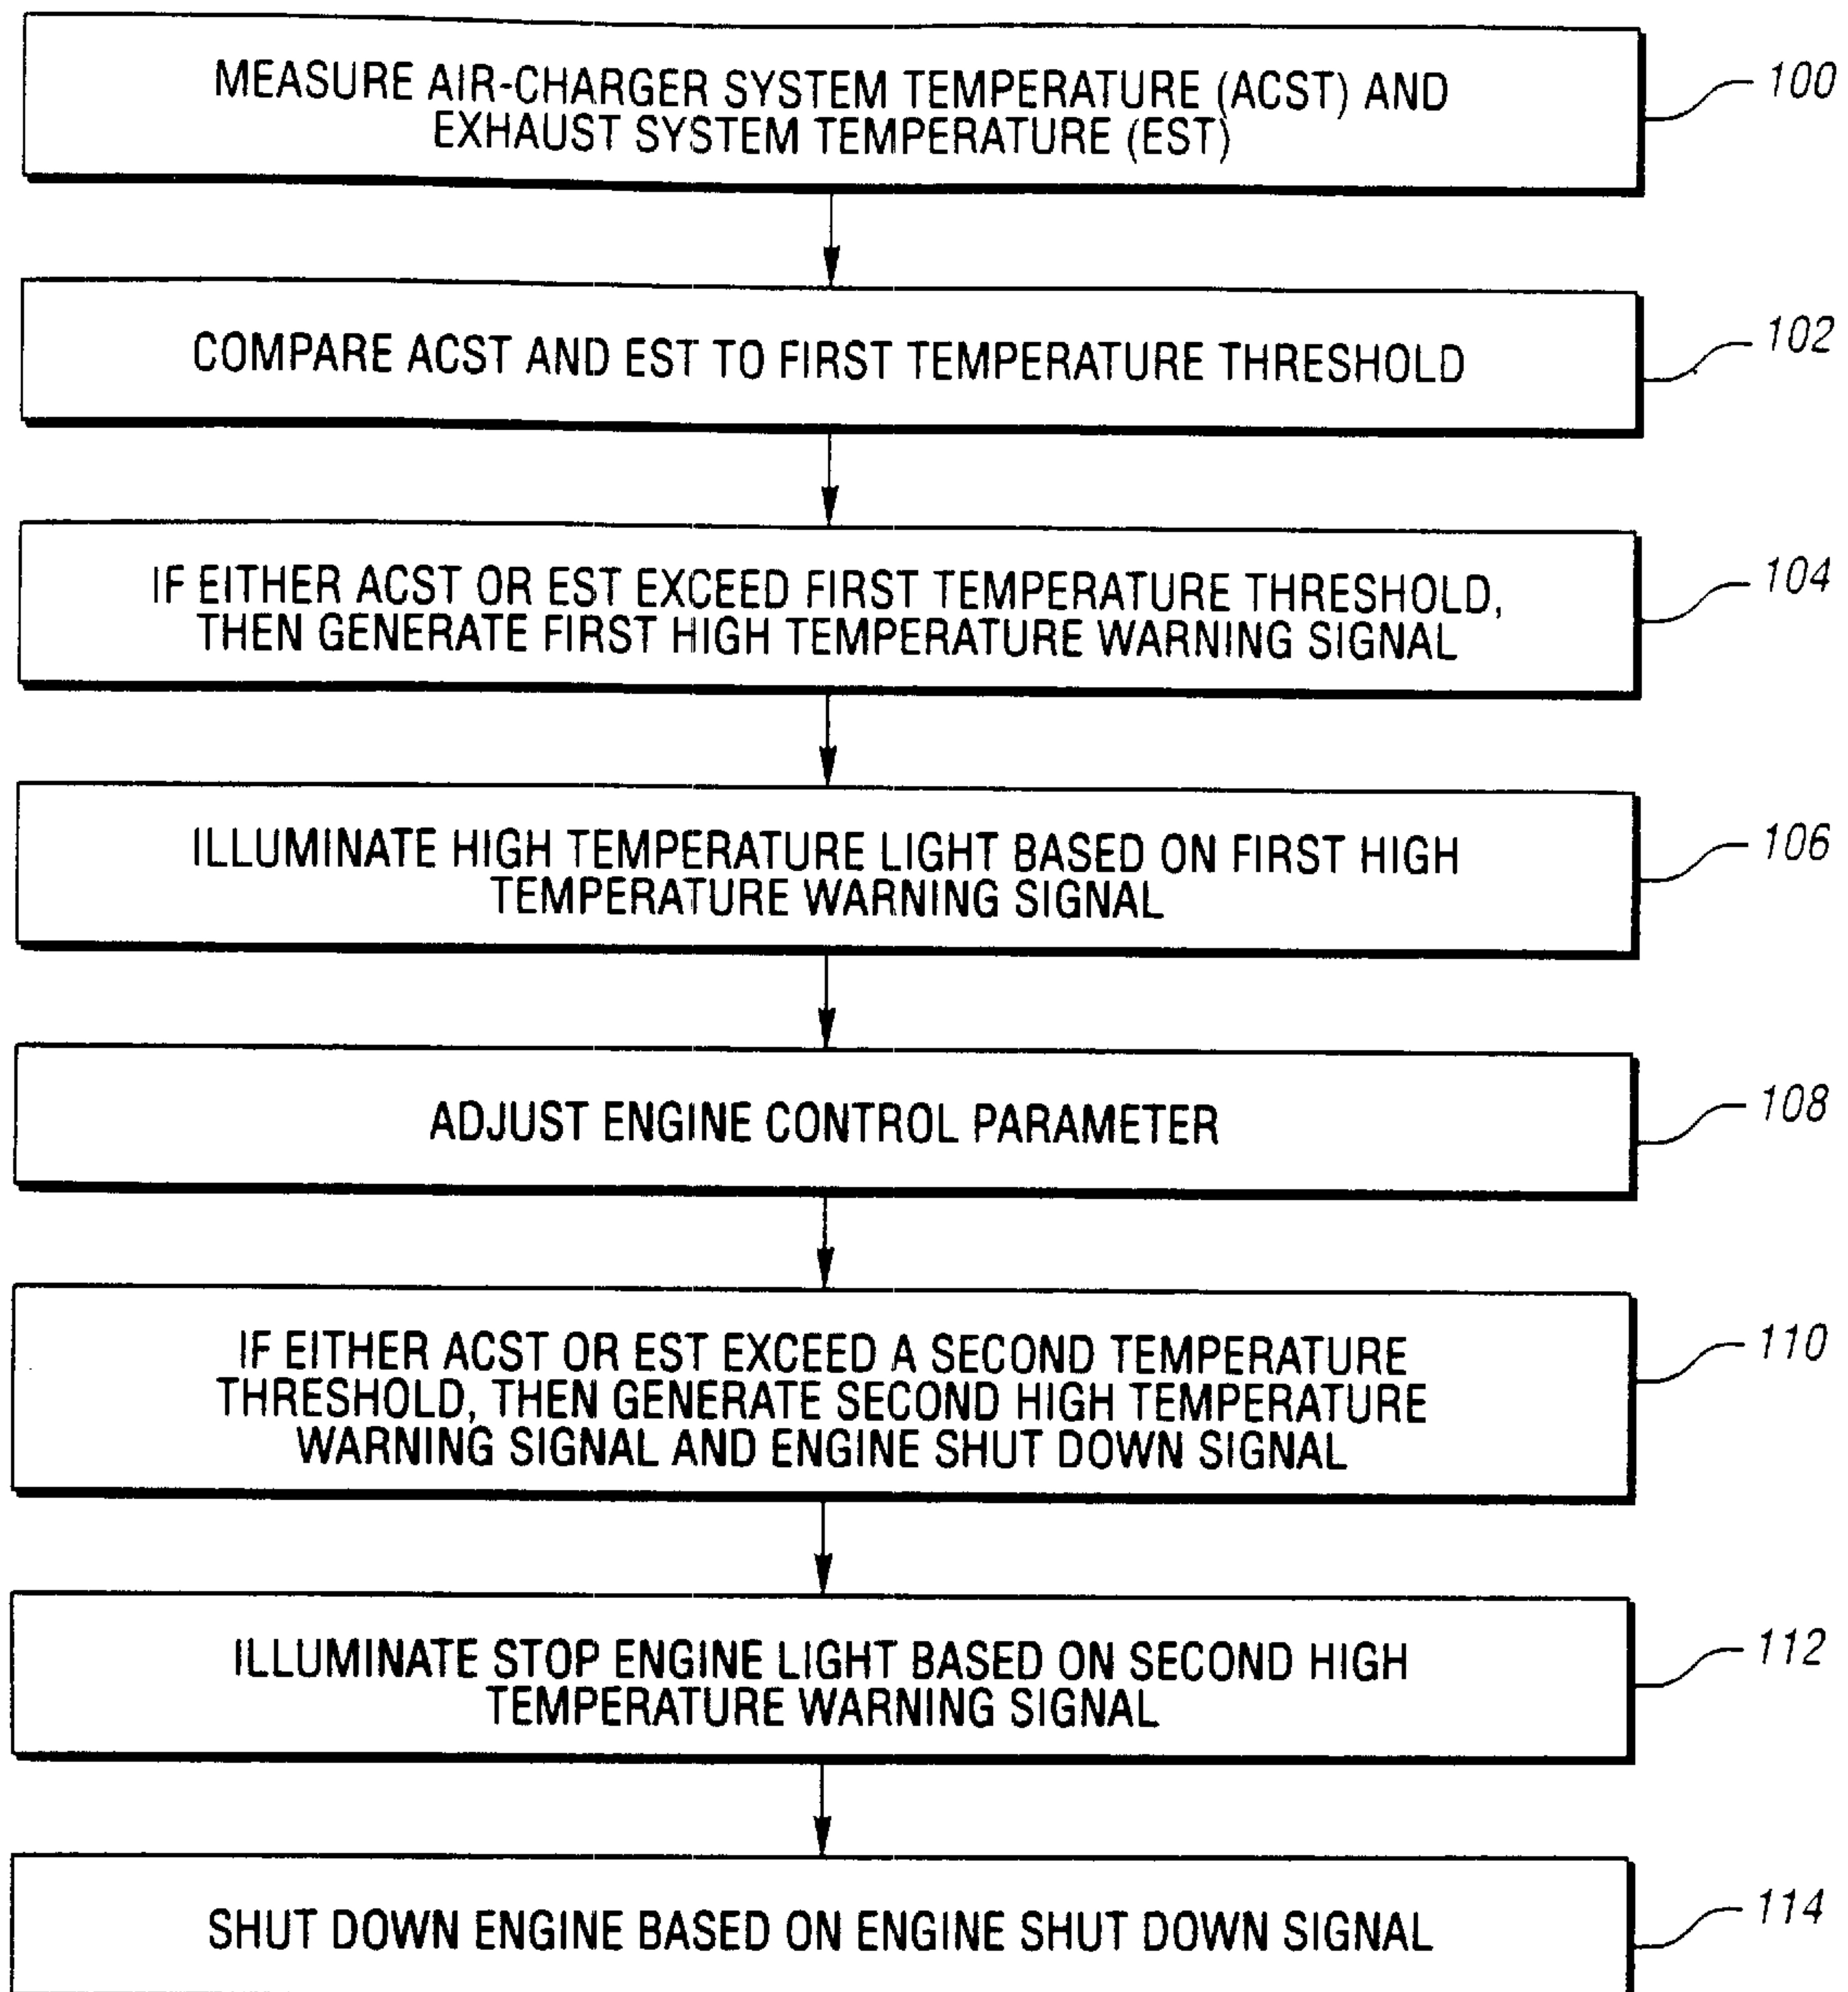 MEASURE AIR-CHARGER SYSTEM TEMPERATURE (ACST) AND
EXHAUST SYSTEM TEMPERATURE (EST)
100
COMPARE ACST AND EST TO FIRST TEMPERATURE THRESHOLD
102
IF EITHER ACST OR EST EXCEED FIRST TEMPERATURE THRESHOLD,
THEN GENERATE FIRST HIGH TEMPERATURE WARNING SIGNAL
104
ILLUMINATE HIGH TEMPERATURE LIGHT BASED ON FIRST HIGH
TEMPERATURE WARNING SIGNAL
106
ADJUST ENGINE CONTROL PARAMETER
108
IF EITHER ACST OR EST EXCEED A SECOND TEMPERATURE
THRESHOLD, THEN GENERATE SECOND HIGH TEMPERATURE
WARNING SIGNAL AND ENGINE SHUT DOWN SIGNAL
110
ILLUMINATE STOP ENGINE LIGHT BASED ON SECOND HIGH
TEMPERATURE WARNING SIGNAL
112
SHUT DOWN ENGINE BASED ON ENGINE SHUT DOWN SIGNAL
114